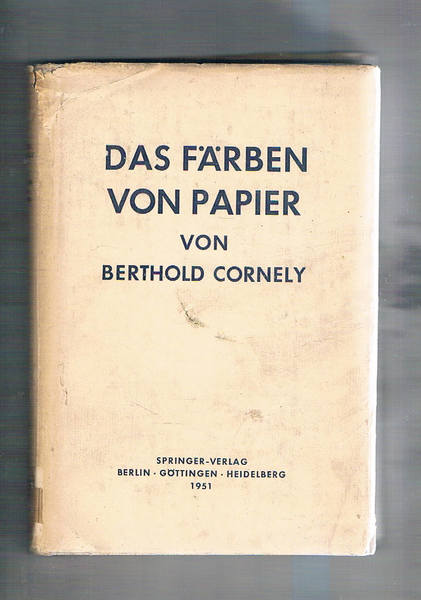 DAS FÄRBEN
VON PAPIER
VON
BERTHOLD CORNELY
SPRINGER-VERLAG
BERLIN · GÖTTINGEN · HEIDELBERG
1951